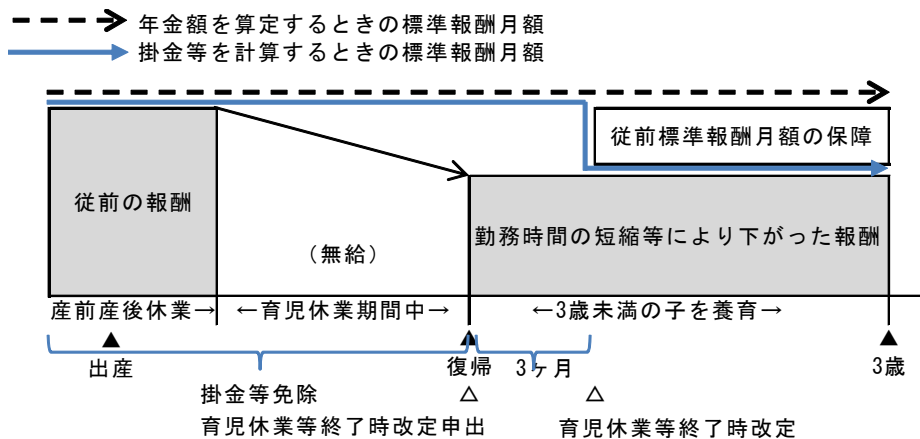 年金額を算定するときの標準報酬月額
掛金等を計算するときの標準報酬月額
従前標準報酬月額の保障
従前の報酬
勤務時間の短縮等により下がった報酬
(無給)
産前産後休業→
←育児休業期間中→
←3歳未満の子を養育→
▲
▲
▲
出産
復帰
3ヶ月
3歳
掛金等免除
△
△
育児休業等終了時改定申出
育児休業等終了時改定